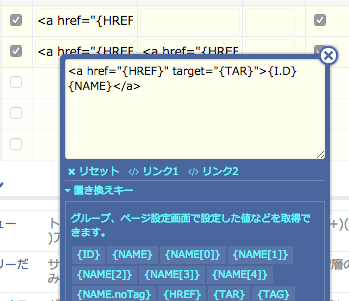 <a href="{HREF
<a href="{HREF <a href="{HREF
<a href="{HREF}" target="{TAR}">{I.D}
{NAME}</a>
× リセット </> リンク1 </> リンク2
置き換えキー
グループ、ページ設定画面で設定した値などを取得で
きます。
{ID} {NAME} {NAME[0]} {NAME[1]}
{NAME[2]} {NAME[3]} {NAME[4]}
{NAME.noTag} {HREF} {TAR} {TAG}
ュー
ト
+)(
)ア
リーだ
サ
層の
み